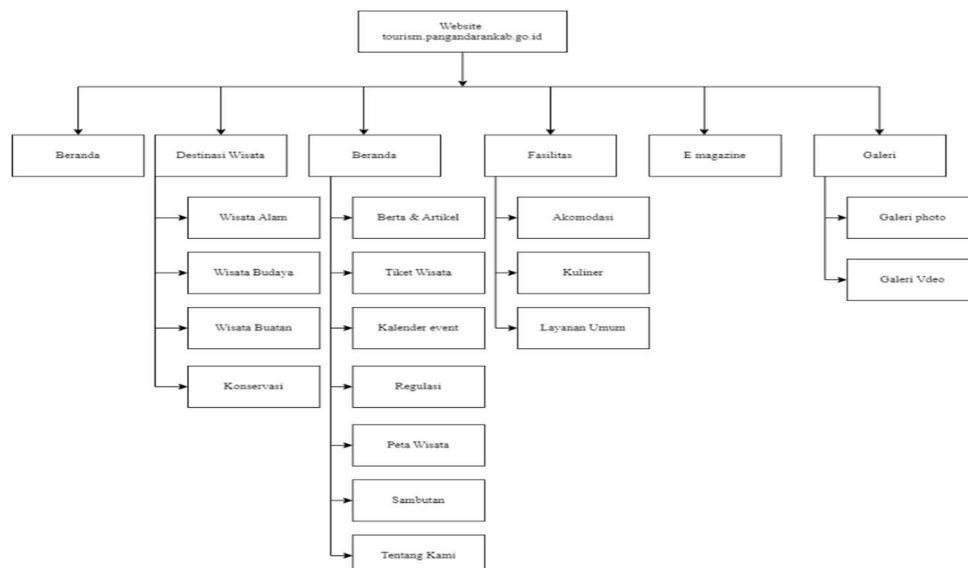 Website
tourism.pangandarankab.go.id
Beranda
Destinasi Wisata
Beranda
Fasilitas
E magazine
Galeri
Wisata Alam
Wisata Budaya
Wisata Buatan
Konservasi
Berta & Artikel
Tiket Wisata
Kalender event
Regulasi
Peta Wisata
Sambutan
Tentang Kami
Akomodasi
Kuliner
Layanan Umum
Galeri photo
Galeri Vdeo